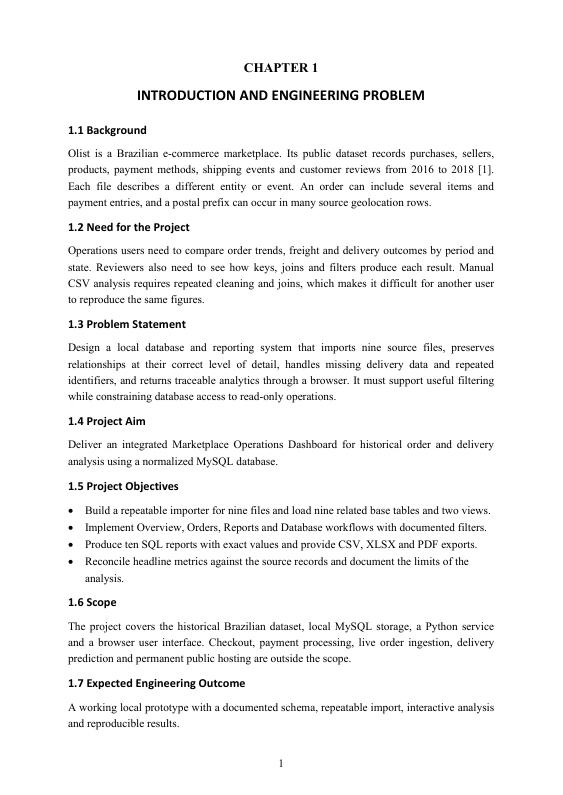 CHAPTER 1
INTRODUCTION AND ENGINEERING PROBLEM
1.1 Background
Olist is a Brazilian e-commerce marketplace. Its public dataset records purchases, sellers,
products, payment methods, shipping events and customer reviews from 2016 to 2018 [1].
Each file describes a different entity or event. An order can include several items and
payment entries, and a postal prefix can occur in many source geolocation rows.
1.2 Need for the Project
Operations users need to compare order trends, freight and delivery outcomes by period and
state. Reviewers also need to see how keys, joins and filters produce each result. Manual
CSV analysis requires repeated cleaning and joins, which makes it difficult for another user
to reproduce the same figures.
1.3 Problem Statement
Design a local database and reporting system that imports nine source files, preserves
relationships at their correct level of detail, handles missing delivery data and repeated
identifiers, and returns traceable analytics through a browser. It must support useful filtering
while constraining database access to read-only operations.
1.4 Project Aim
Deliver an integrated Marketplace Operations Dashboard for historical order and delivery
analysis using a normalized MySQL database.
1.5 Project Objectives
• Build a repeatable importer for nine files and load nine related base tables and two views.
• Implement Overview, Orders, Reports and Database workflows with documented filters.
• Produce ten SQL reports with exact values and provide CSV, XLSX and PDF exports.
• Reconcile headline metrics against the source records and document the limits of the
analysis.
1.6 Scope
The project covers the historical Brazilian dataset, local MySQL storage, a Python service
and a browser user interface. Checkout, payment processing, live order ingestion, delivery
prediction and permanent public hosting are outside the scope.
1.7 Expected Engineering Outcome
A working local prototype with a documented schema, repeatable import, interactive analysis
and reproducible results.
1